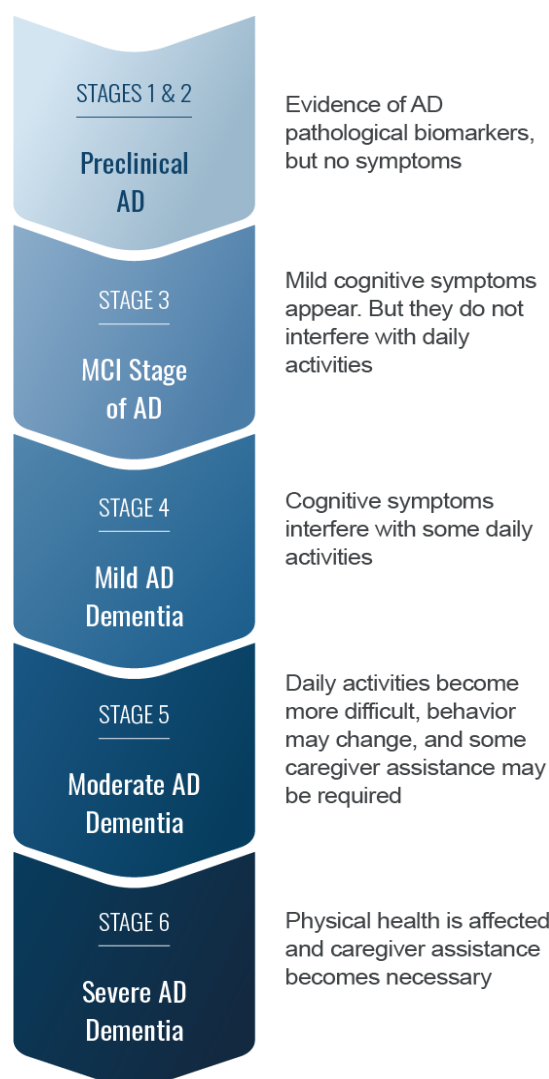 STAGES 1 & 2
Preclinical
AD
Evidence of AD
pathological biomarkers,
but no symptoms
STAGE 3
MCI Stage
of AD
Mild cognitive symptoms
appear. But they do not
interfere with daily
activities
STAGE 4
Mild AD
Dementia
Cognitive symptoms
interfere with some daily
activities
STAGE 5
Moderate AD
Dementia
Daily activities become
more difficult, behavior
may change, and some
caregiver assistance may
be required
STAGE 6
Severe AD
Dementia
Physical health is affected
and caregiver assistance
becomes necessary